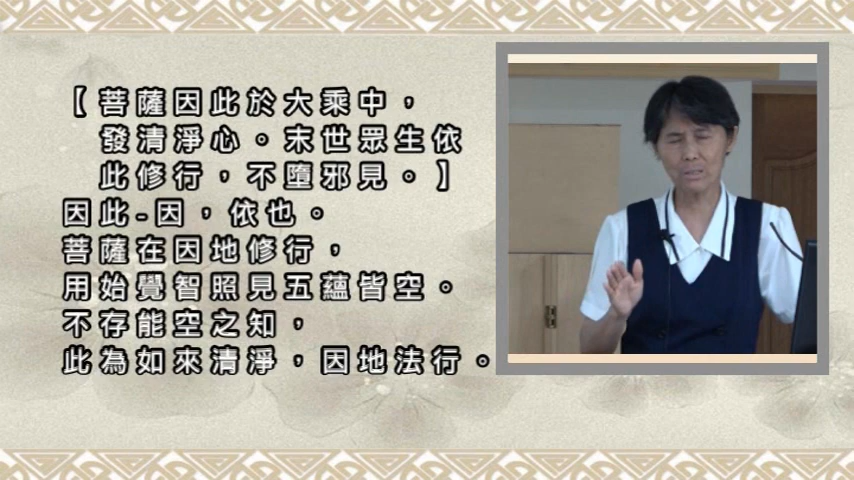 【菩薩因此於大乘中，
發清淨心。末世眾生依
此修行，不墮邪見。】
因此-因，依也。
菩薩在因地修行，
用始覺智照見五蘊皆空。
不存能空之知，
此為如來清淨，因地法行。